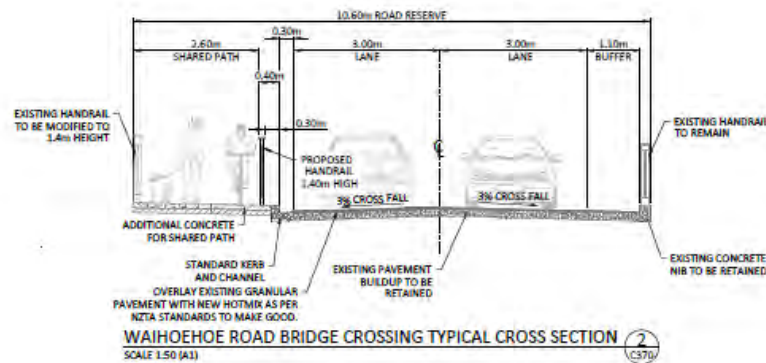 10.60m ROAD RESERVE
0.30m
2.60m
SHARED PATH
3.00m
LANE
3.00m
LANE
1.10m
BUFFER
0.40m
EXISTING HANDRAIL
TO BE MODIFIED TO
1.4m HEIGHT
0.30m
EXISTING HANDRAIL
TO REMAIN
PROPOSED
HANDRAIL
1.40m HIGH
3% CROSS FALL
3% CROSS FALL
ADDITIONAL CONCRETE
FOR SHARED PATH
STANDARD KERB
AND CHANNEL
OVERLAY EXISTING GRANULAR
PAVEMENT WITH NEW HOTMIX AS PER
NZTA STANDARDS TO MAKE GOOD.
EXISTING PAVEMENT
BUILDUP TO BE
RETAINED
EXISTING CONCRETE
NIB TO BE RETAINED
WAIHOEHOE ROAD BRIDGE CROSSING TYPICAL CROSS SECTION
SCALE 1:50 (A1)
2
C370